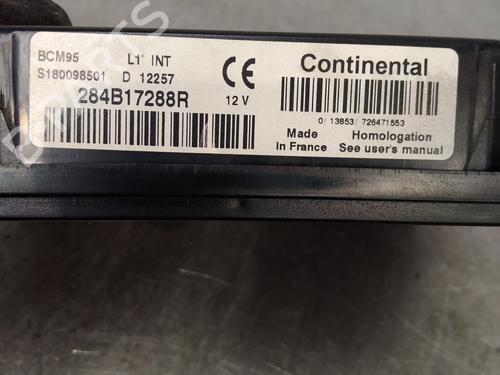 BCM95 L1' INT
S180098501 D 12257
284B17288R
CE
12 V
Continental
0/ 13853/ 726471553
Made in France
Homologation See user's manual